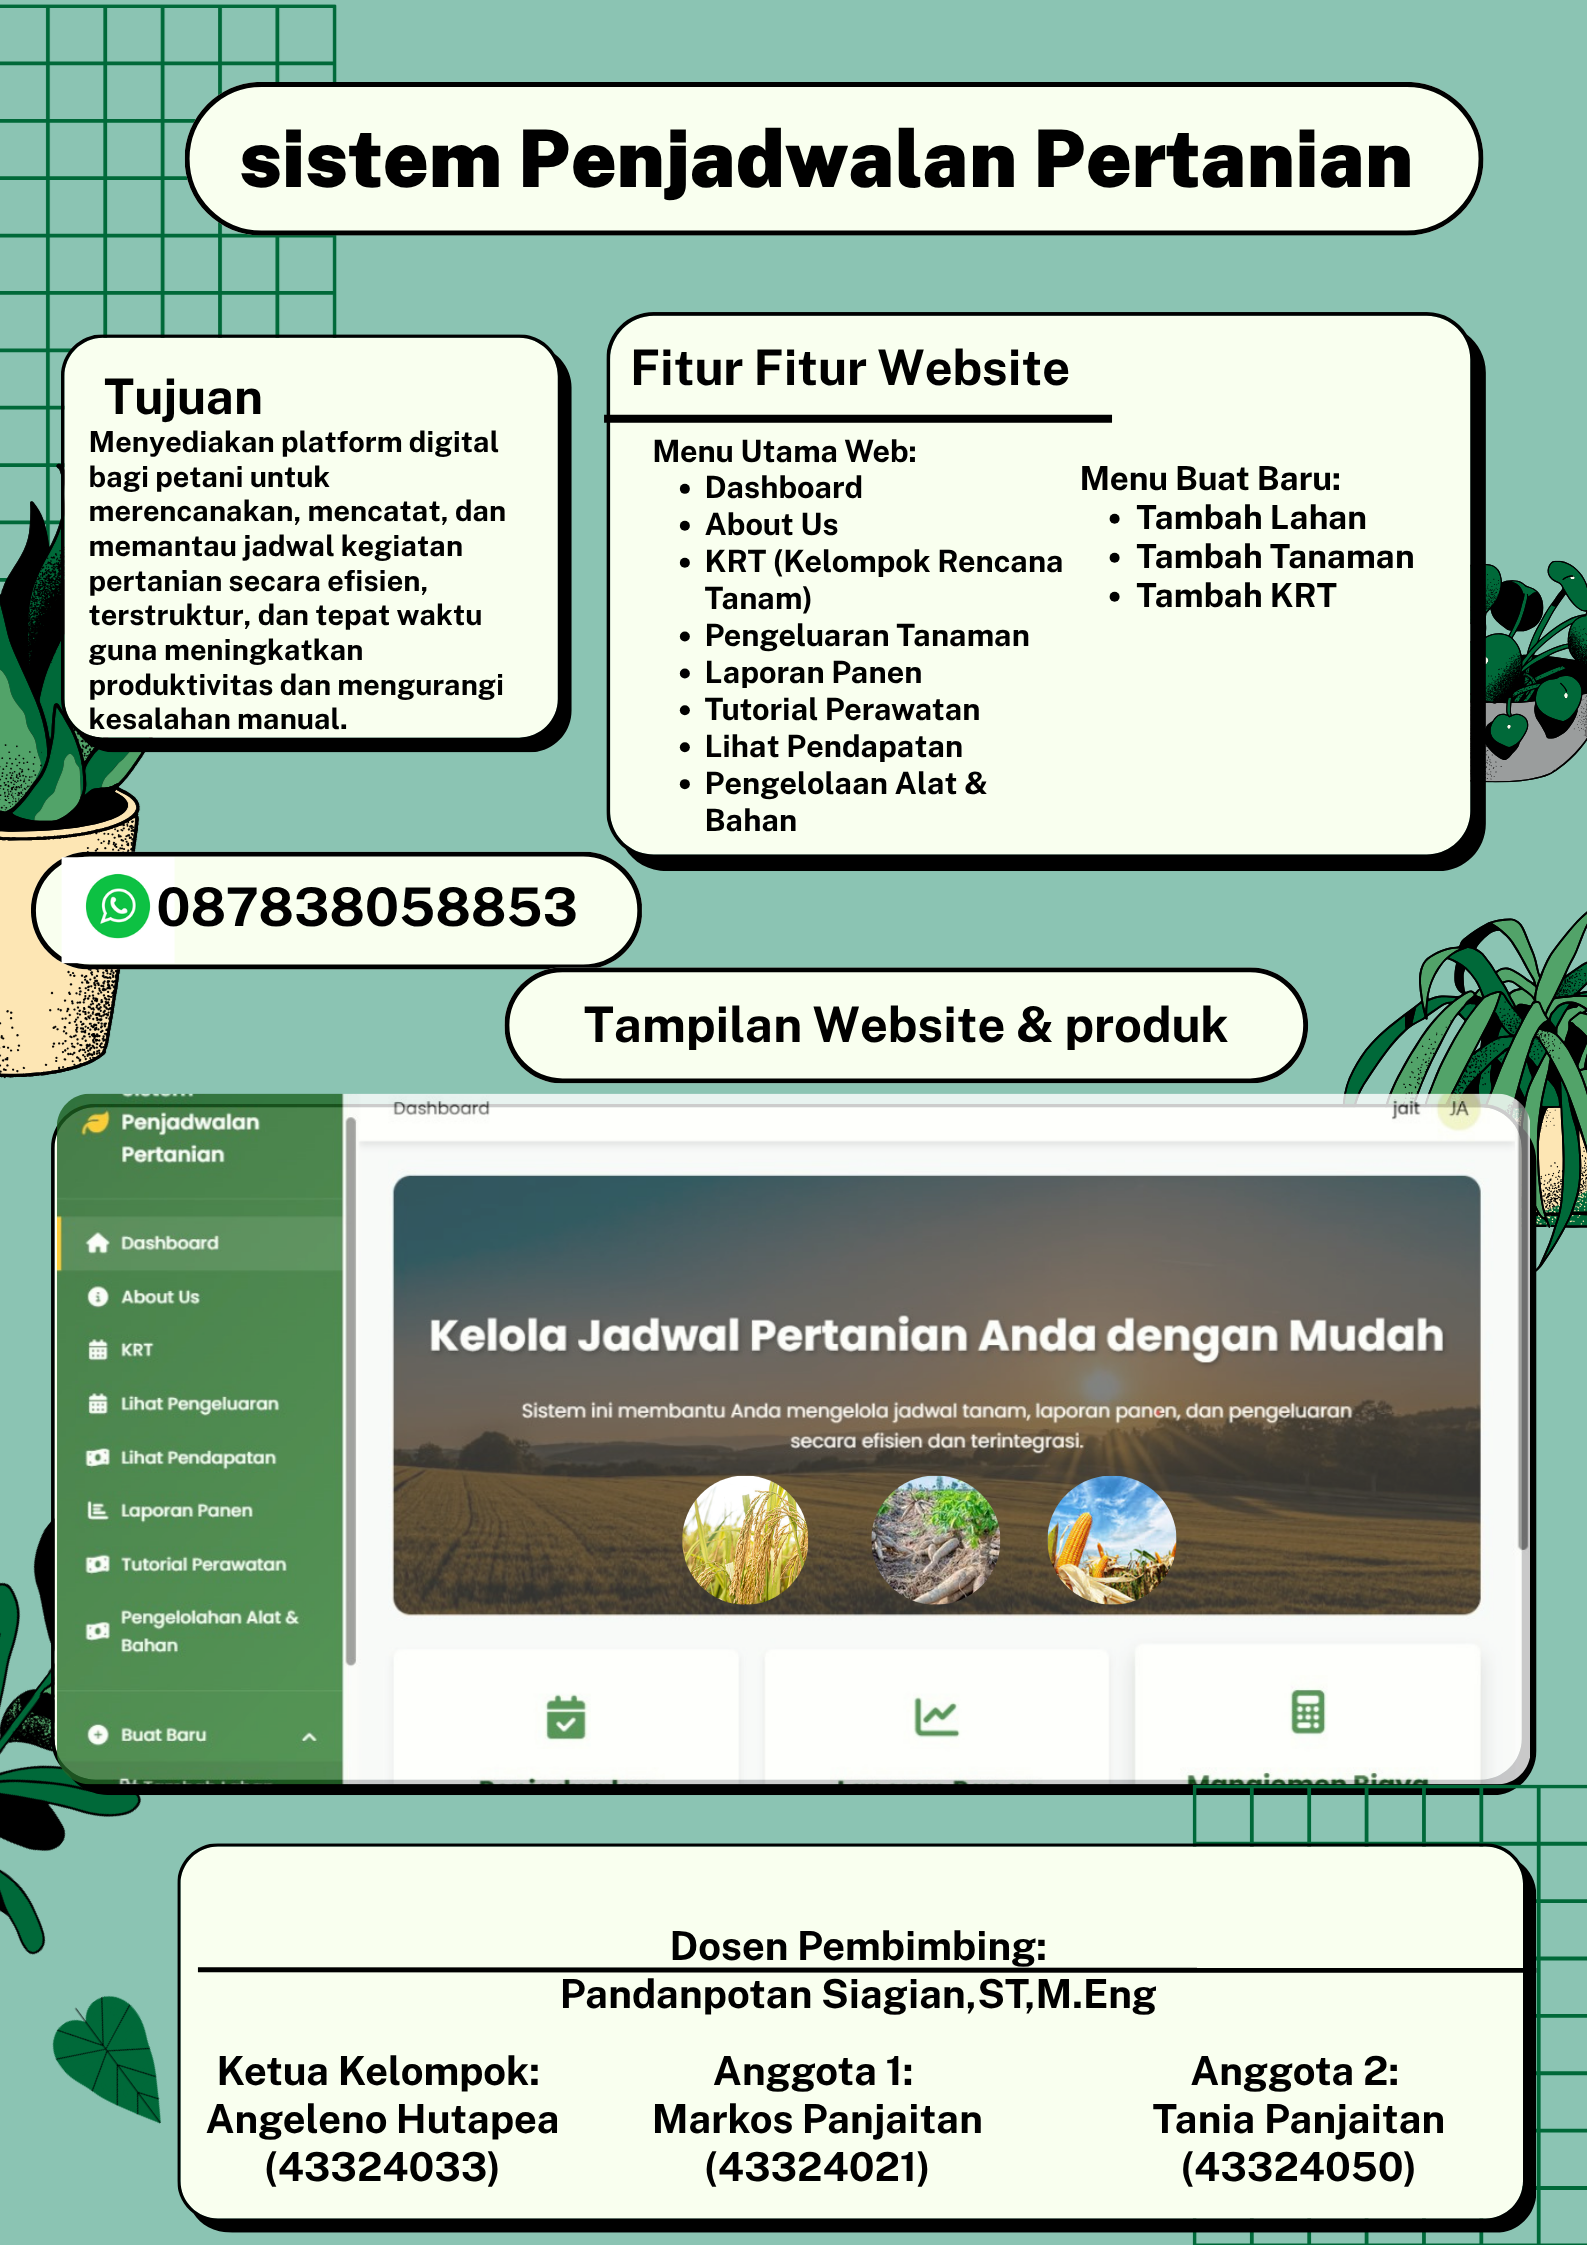 sistem Penjadwalan Pertanian
Tujuan
Menyediakan platform digital
bagi petani untuk
merencanakan, mencatat, dan
memantau jadwal kegiatan
pertanian secara efisien,
terstruktur, dan tepat waktu
guna meningkatkan
produktivitas dan mengurangi
kesalahan manual.
Fitur Fitur Website
Menu Utama Web:
• Dashboard
• About Us
• KRT (Kelompok Rencana
Tanam)
• Pengeluaran Tanaman
• Laporan Panen
• Tutorial Perawatan
• Lihat Pendapatan
• Pengelolaan Alat &
Bahan
Menu Buat Baru:
• Tambah Lahan
• Tambah Tanaman
• Tambah KRT
087838058853
Tampilan Website & produk
Penjadwalan
Pertanian
Dashboard
About Us
KRT
Lihat Pengeluaran
Lihat Pendapatan
Laporan Panen
Tutorial Perawatan
Pengelolahan Alat &
Bahan
Buat Baru
Dashboard
jait JA
Kelola Jadwal Pertanian Anda dengan Mudah
Sistem ini membantu Anda mengelola jadwal tanam, laporan panen, dan pengeluaran
secara efisien dan terintegrasi.
Manajemen Biaya
Dosen Pembimbing:
Pandanpotan Siagian,ST,M.Eng
Ketua Kelompok:
Angeleno Hutapea
(43324033)
Anggota 1:
Markos Panjaitan
(43324021)
Anggota 2:
Tania Panjaitan
(43324050)